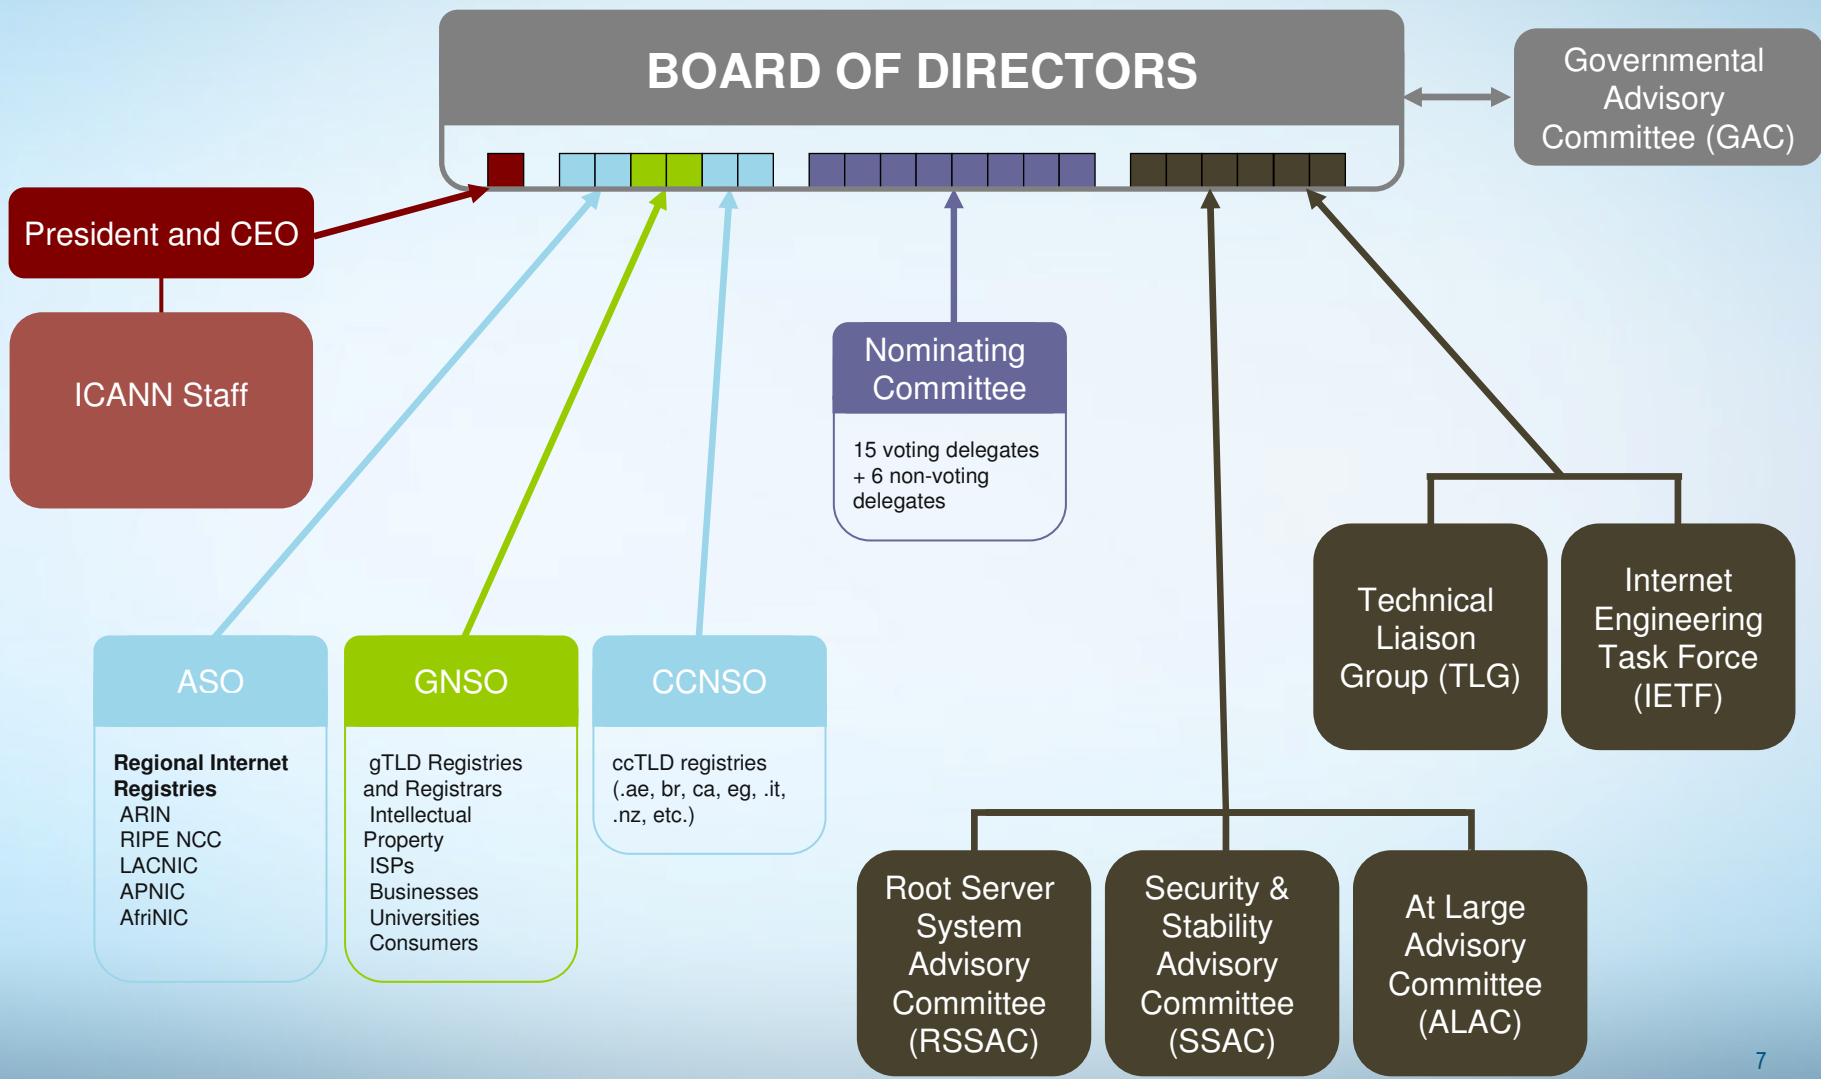 BOARD OF DIRECTORS
Governmental
Advisory
Committee (GAC)
President and CEO
ICANN Staff
Nominating
Committee
15 voting delegates
+ 6 non-voting
delegates
Technical
Liaison
Group (TLG)
Internet
Engineering
Task Force
(IETF)
ASO
Regional Internet
Registries
ARIN
RIPE NCC
LACNIC
APNIC
AfriNIC
GNSO
gTLD Registries
and Registrars
Intellectual
Property
ISPs
Businesses
Universities
Consumers
CCNSO
ccTLD registries
(.ae, br, ca, eg, .it,
.nz, etc.)
Root Server
System
Advisory
Committee
(RSSAC)
Security &
Stability
Advisory
Committee
(SSAC)
At Large
Advisory
Committee
(ALAC)
7